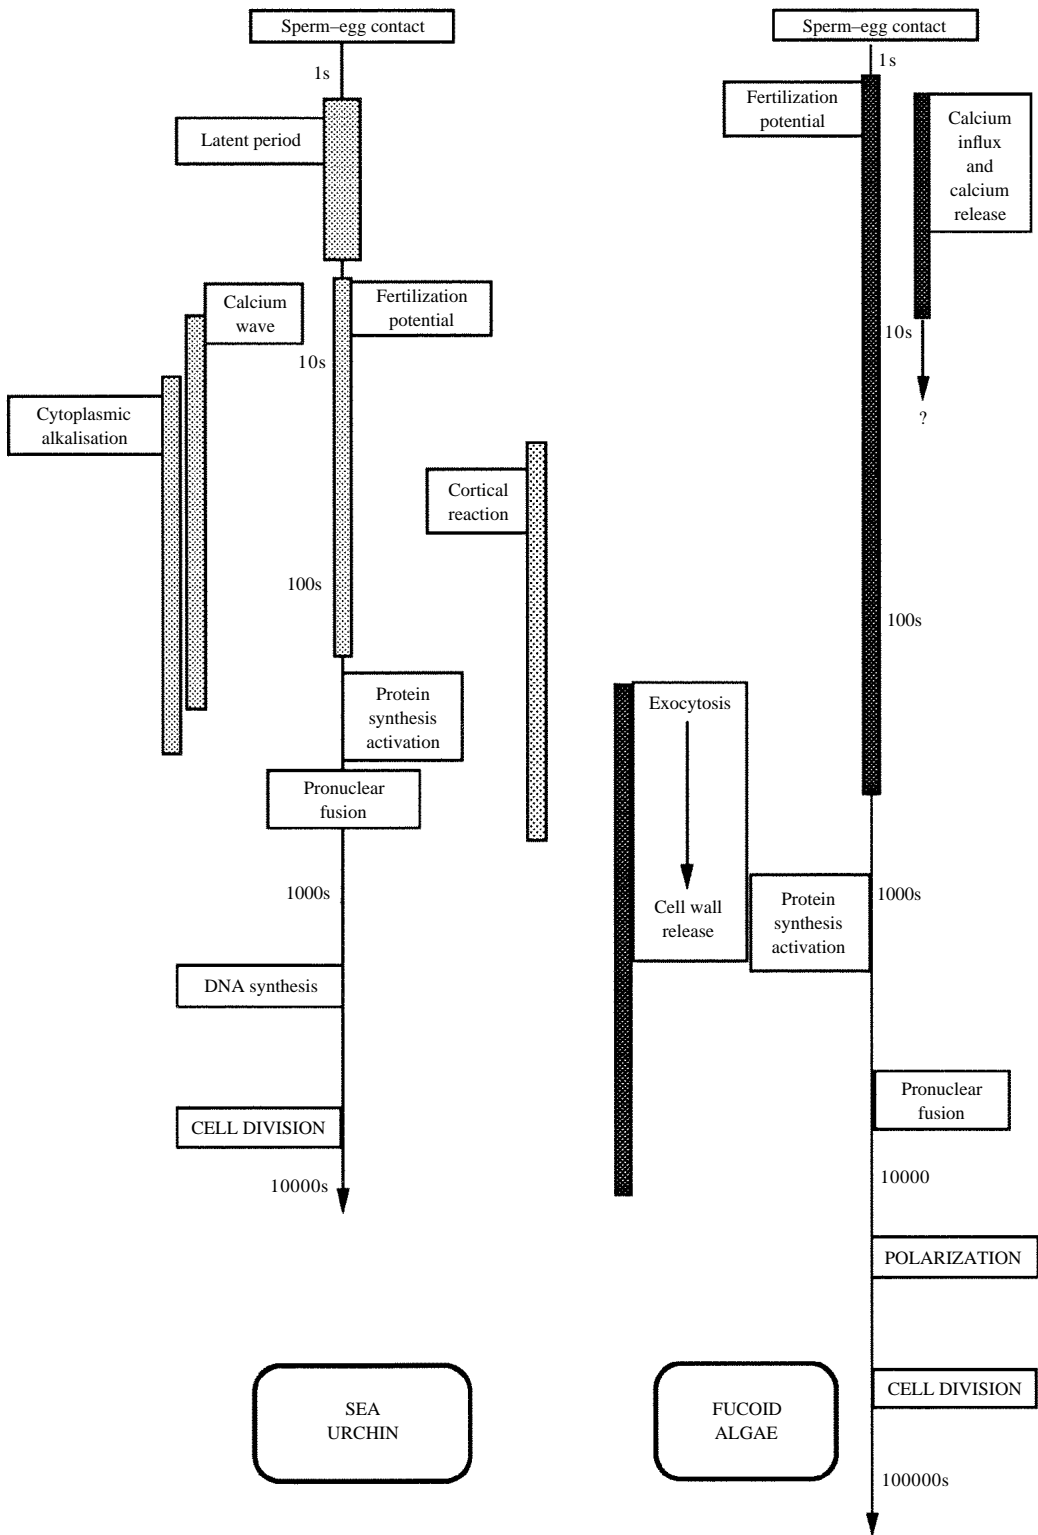 Sperm–egg contact
1s
Latent period
Calcium
wave
Fertilization
potential
10s
Cytoplasmic
alkalisation
Cortical
reaction
100s
Protein
synthesis
activation
Pronuclear
fusion
1000s
DNA synthesis
CELL DIVISION
10000s
SEA
URCHIN
Sperm–egg contact
1s
Fertilization
potential
Calcium
influx
and
calcium
release
10s
?
100s
Exocytosis
Cell wall
release
Protein
synthesis
activation
1000s
Pronuclear
fusion
10000
POLARIZATION
CELL DIVISION
100000s
FUCOID
ALGAE